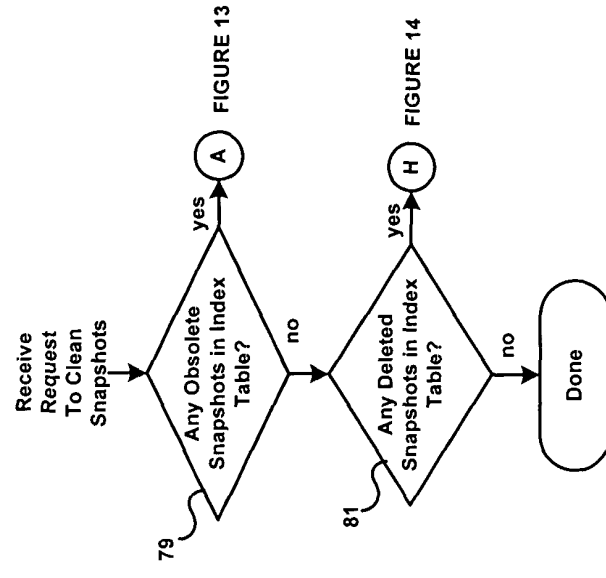 Receive
Request
To Clean
Snapshots
79
Any Obsolete
Snapshots in Index
Table?
yes
A
FIGURE 13
no
81
Any Deleted
Snapshots in Index
Table?
yes
H
FIGURE 14
no
Done